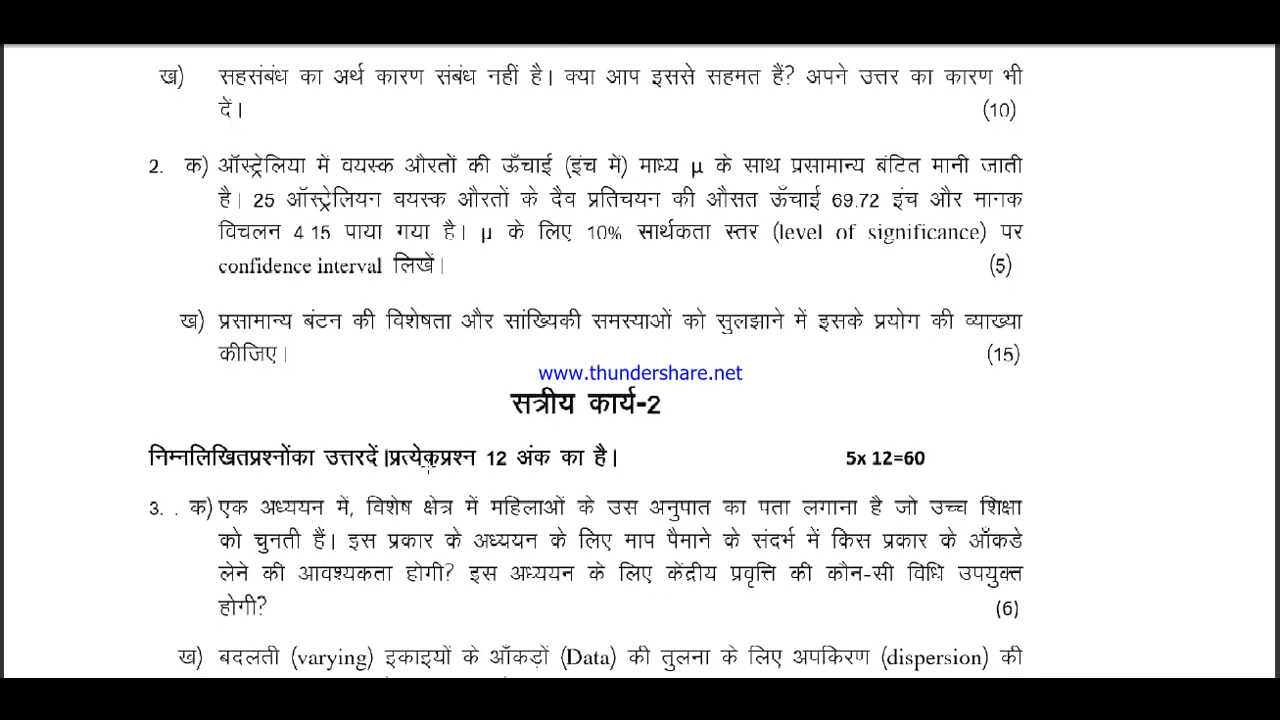 ख) सहसंबंध का अर्थ कारण संबंध नहीं है। क्या आप इससे सहमत हैं? अपने उत्तर का कारण भी
दें। (10)
2. क) ऑस्ट्रेलिया में वयस्क औरतों की ऊँचाई (इंच में) माध्य μ के साथ प्रसामान्य बंटित मानी जाती
है। 25 ऑस्ट्रेलियन वयस्क औरतों के दैव प्रतिचयन की औसत ऊँचाई 69.72 इंच और मानक
विचलन 4 15 पाया गया है। μ के लिए 10% सार्थकता स्तर (level of significance) पर
confidence interval लिखें। (5)
ख) प्रसामान्य बंटन की विशेषता और सांख्यिकी समस्याओं को सुलझाने में इसके प्रयोग की व्याख्या
कीजिए। (15)
www.thundershare.net
सत्रीय कार्य-2
निम्नलिखितप्रश्नोंका उत्तरदें।प्रत्येकप्रश्न 12 अंक का है। 5x 12=60
3. . क) एक अध्ययन में, विशेष क्षेत्र में महिलाओं के उस अनुपात का पता लगाना है जो उच्च शिक्षा
को चुनती हैं। इस प्रकार के अध्ययन के लिए माप पैमाने के संदर्भ में किस प्रकार के आँकडे
लेने की आवश्यकता होगी? इस अध्ययन के लिए केंद्रीय प्रवृत्ति की कौन-सी विधि उपयुक्त
होगी? (6)
ख) बदलती (varying) इकाइयों के आँकड़ों (Data) की तुलना के लिए अपकिरण (dispersion) की